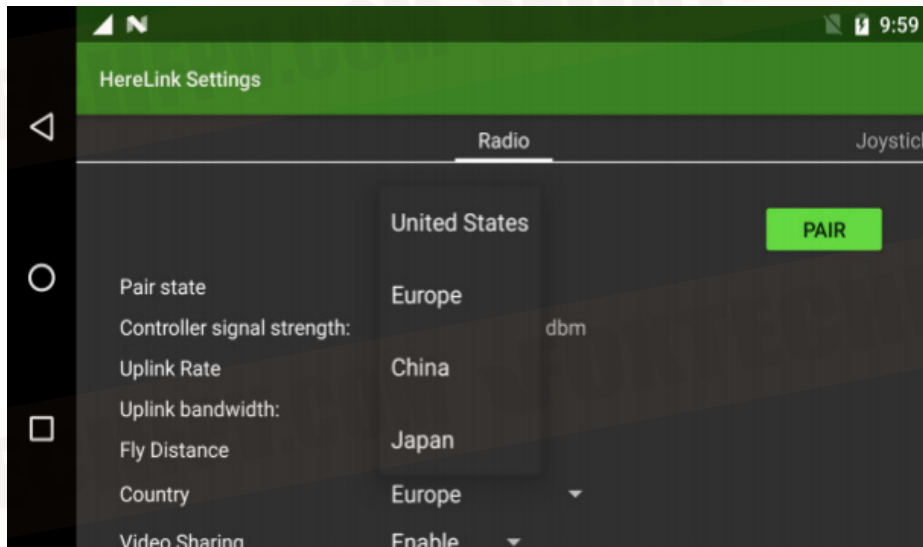 9:59
HereLink Settings
Radio
Joystic
United States
PAIR
Pair state
Europe
Controller signal strength:
dbm
Uplink Rate
China
Uplink bandwidth:
Japan
Fly Distance
Country
Europe
Video Sharing
Enable